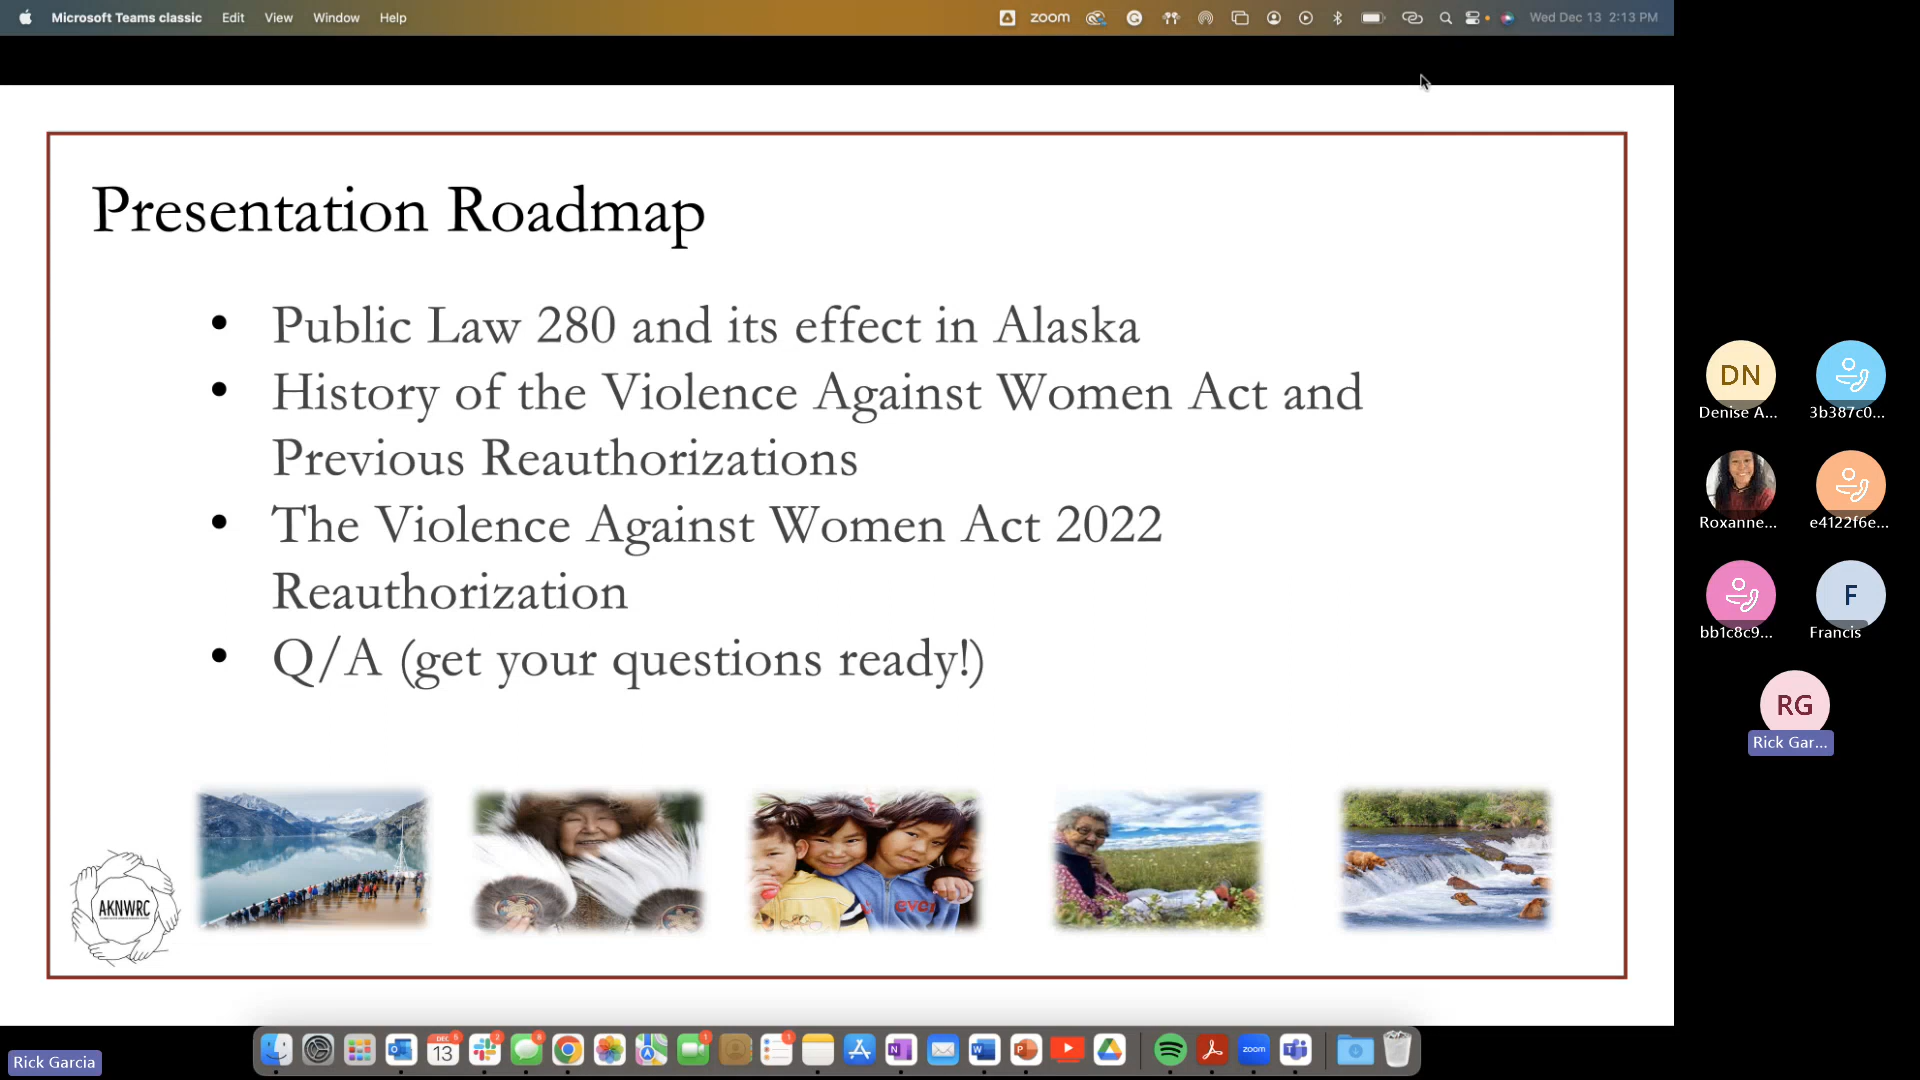 Microsoft Teams classic Edit View Window Help zoom Wed Dec 13 2:13 PM
Presentation Roadmap
• Public Law 280 and its effect in Alaska
• History of the Violence Against Women Act and
Previous Reauthorizations
• The Violence Against Women Act 2022
Reauthorization
• Q/A (get your questions ready!)
AKNWRC
DN
Denise A...
3b387c0...
Roxanne...
e4122f6e...
bb1c8c9...
F
Francis
RG
Rick Gar...
Rick Garcia
DEC
13
zoom